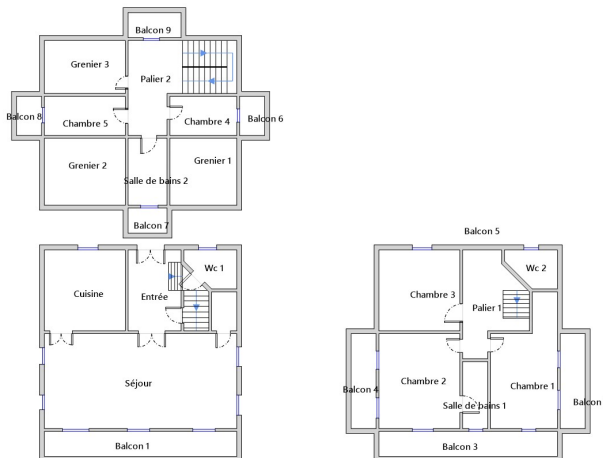 Balcon 9
Grenier 3
Palier 2
Balcon 8
Chambre 5
Chambre 4
Balcon 6
Grenier 2
Grenier 1
Salle de bains 2
Balcon 7
Cuisine
Entrée
Wc 1
Séjour
Balcon 1
Balcon 5
Wc 2
Chambre 3
Palier 1
Balcon 4
Chambre 2
Chambre 1
Balcon
Salle de bains 1
Balcon 3